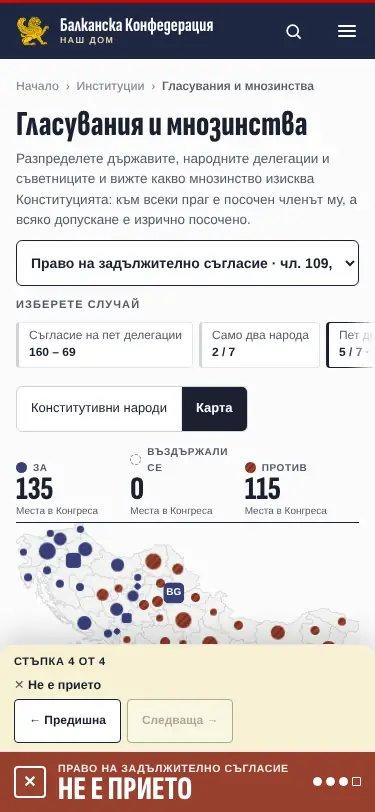 Балканска Конфедерация
НАШ ДОМ
Начало › Институции › Гласувания и мнозинства
Гласувания и мнозинства
Разпределете държавите, народните делегации и
съветниците и вижте какво мнозинство изисква
Конституцията: към всеки праг е посочен членът му, а
всяко допускане е изрично посочено.
Право на задължително съгласие · чл. 109,
ИЗБЕРЕТЕ СЛУЧАЙ
Съгласие на пет делегации
160 – 69
Само два народа
2 / 7
Пет
5 / 7 ·
Конститутивни народи
Карта
ЗА
135
Места в Конгреса
ВЪЗДЪРЖАЛИ
СЕ
0
Места в Конгреса
ПРОТИВ
115
Места в Конгреса
BG
СТЪПКА 4 ОТ 4
✕ Не е прието
← Предишна
Следваща →
ПРАВО НА ЗАДЪЛЖИТЕЛНО СЪГЛАСИЕ
НЕ Е ПРИЕТО